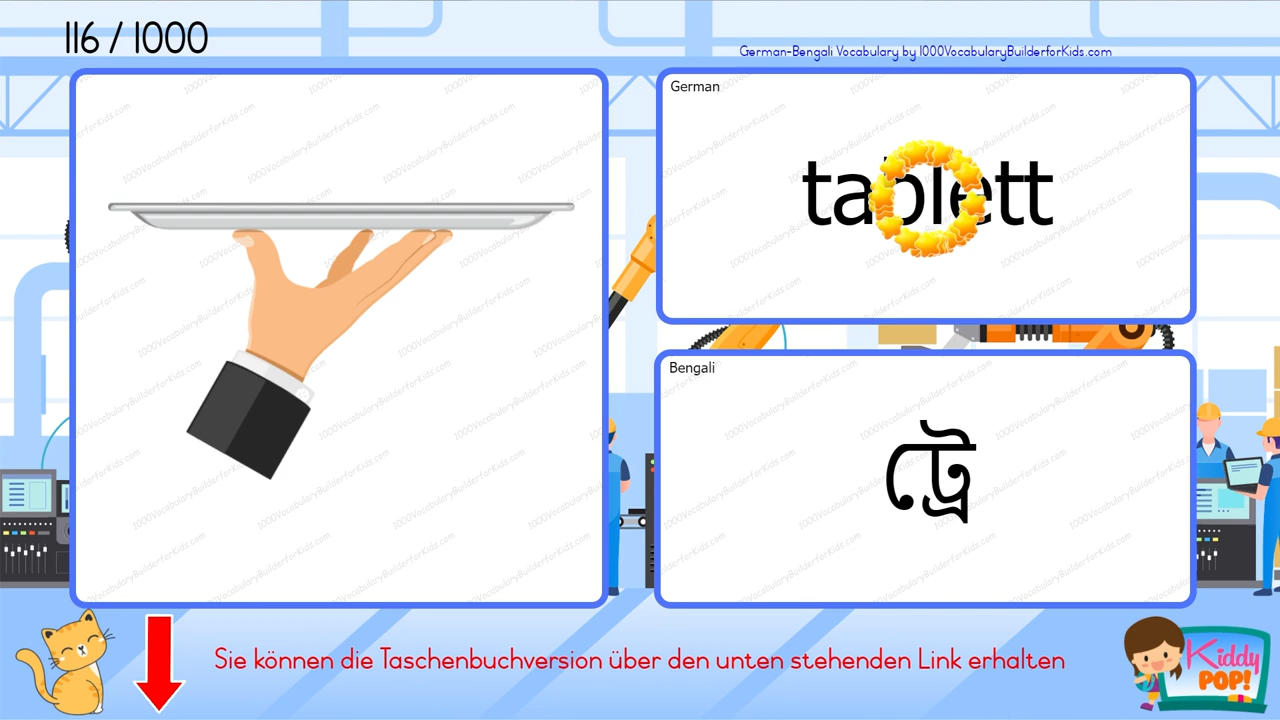 116 / 1000
German-Bengali Vocabulary by 1000VocabularyBuilderforKids.com
German
tablett
Bengali
ট্রে
Sie können die Taschenbuchversion über den unten stehenden Link erhalten
Kiddy
POP!